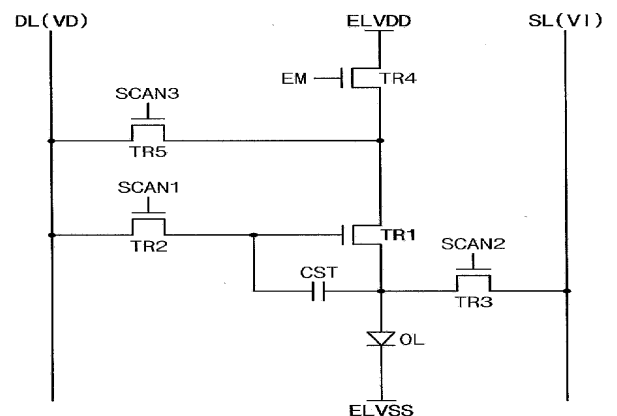 DL(VD) ELVDD SL(VI)
EM TR4
SCAN3
TR5
SCAN1
TR1
TR2
SCAN2
CST
TR3
OL
ELVSS